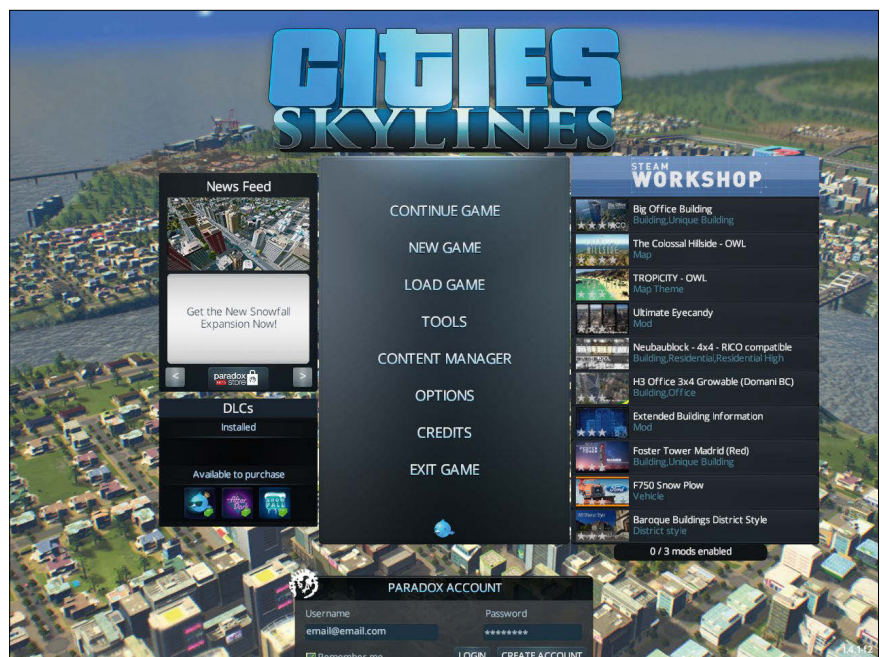 CITIES
SKYLINES
News Feed
Get the New Snowfall
Expansion Now!
<
paradox
store
>
DLCs
Installed
Available to purchase
After
Dark
CONTINUE GAME
NEW GAME
LOAD GAME
TOOLS
CONTENT MANAGER
OPTIONS
CREDITS
EXIT GAME
STEAM
WORKSHOP
Big Office Building
Building,Unique Building
The Colossal Hillside - OWL
Map
TROPICITY - OWL
Map Theme
Ultimate Eyecandy
Mod
Neubaublock - 4x4 - RICO compatible
Building,Residential,Residential High
H3 Office 3x4 Growable (Domani BC)
Building,Office
Extended Building Information
Mod
Foster Tower Madrid (Red)
Building,Unique Building
F750 Snow Plow
Vehicle
Baroque Buildings District Style
District style
0 / 3 mods enabled
PARADOX ACCOUNT
Username
Password
email@email.com
********
Remember me
LOGIN
CREATE ACCOUNT
1.4.1-f2